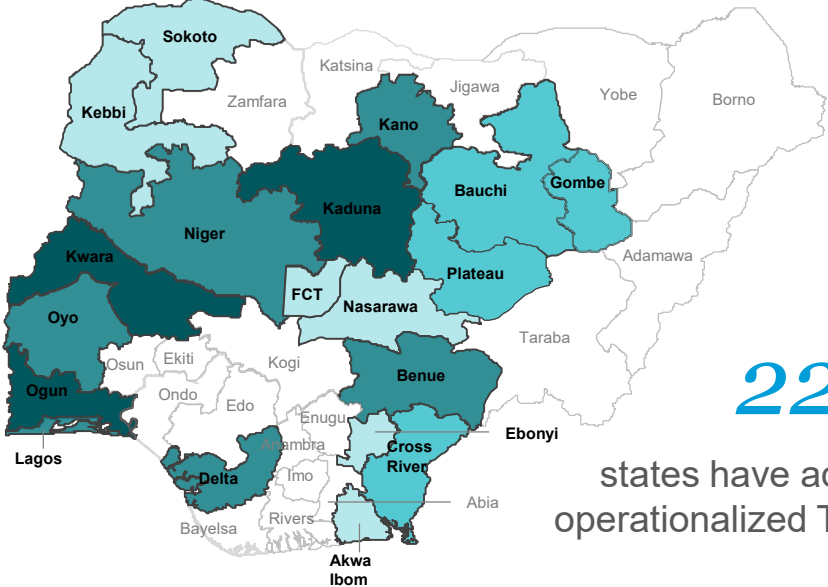 Sokoto
Katsina
Jigawa
Yobe
Borno
Zamfara
Kebbi
Kano
Bauchi
Gombe
Kaduna
Niger
Kwara
Adamawa
Plateau
FCT
Nasarawa
Oyo
Taraba
Osun
Ekiti
Kogi
Benue
Ogun
Ondo
Edo
Enugu
22
Anambra
Cross
River
Ebonyi
Lagos
Delta
Imo
states have
operationalized
Abia
Bayelsa
Rivers
Akwa
Ibom